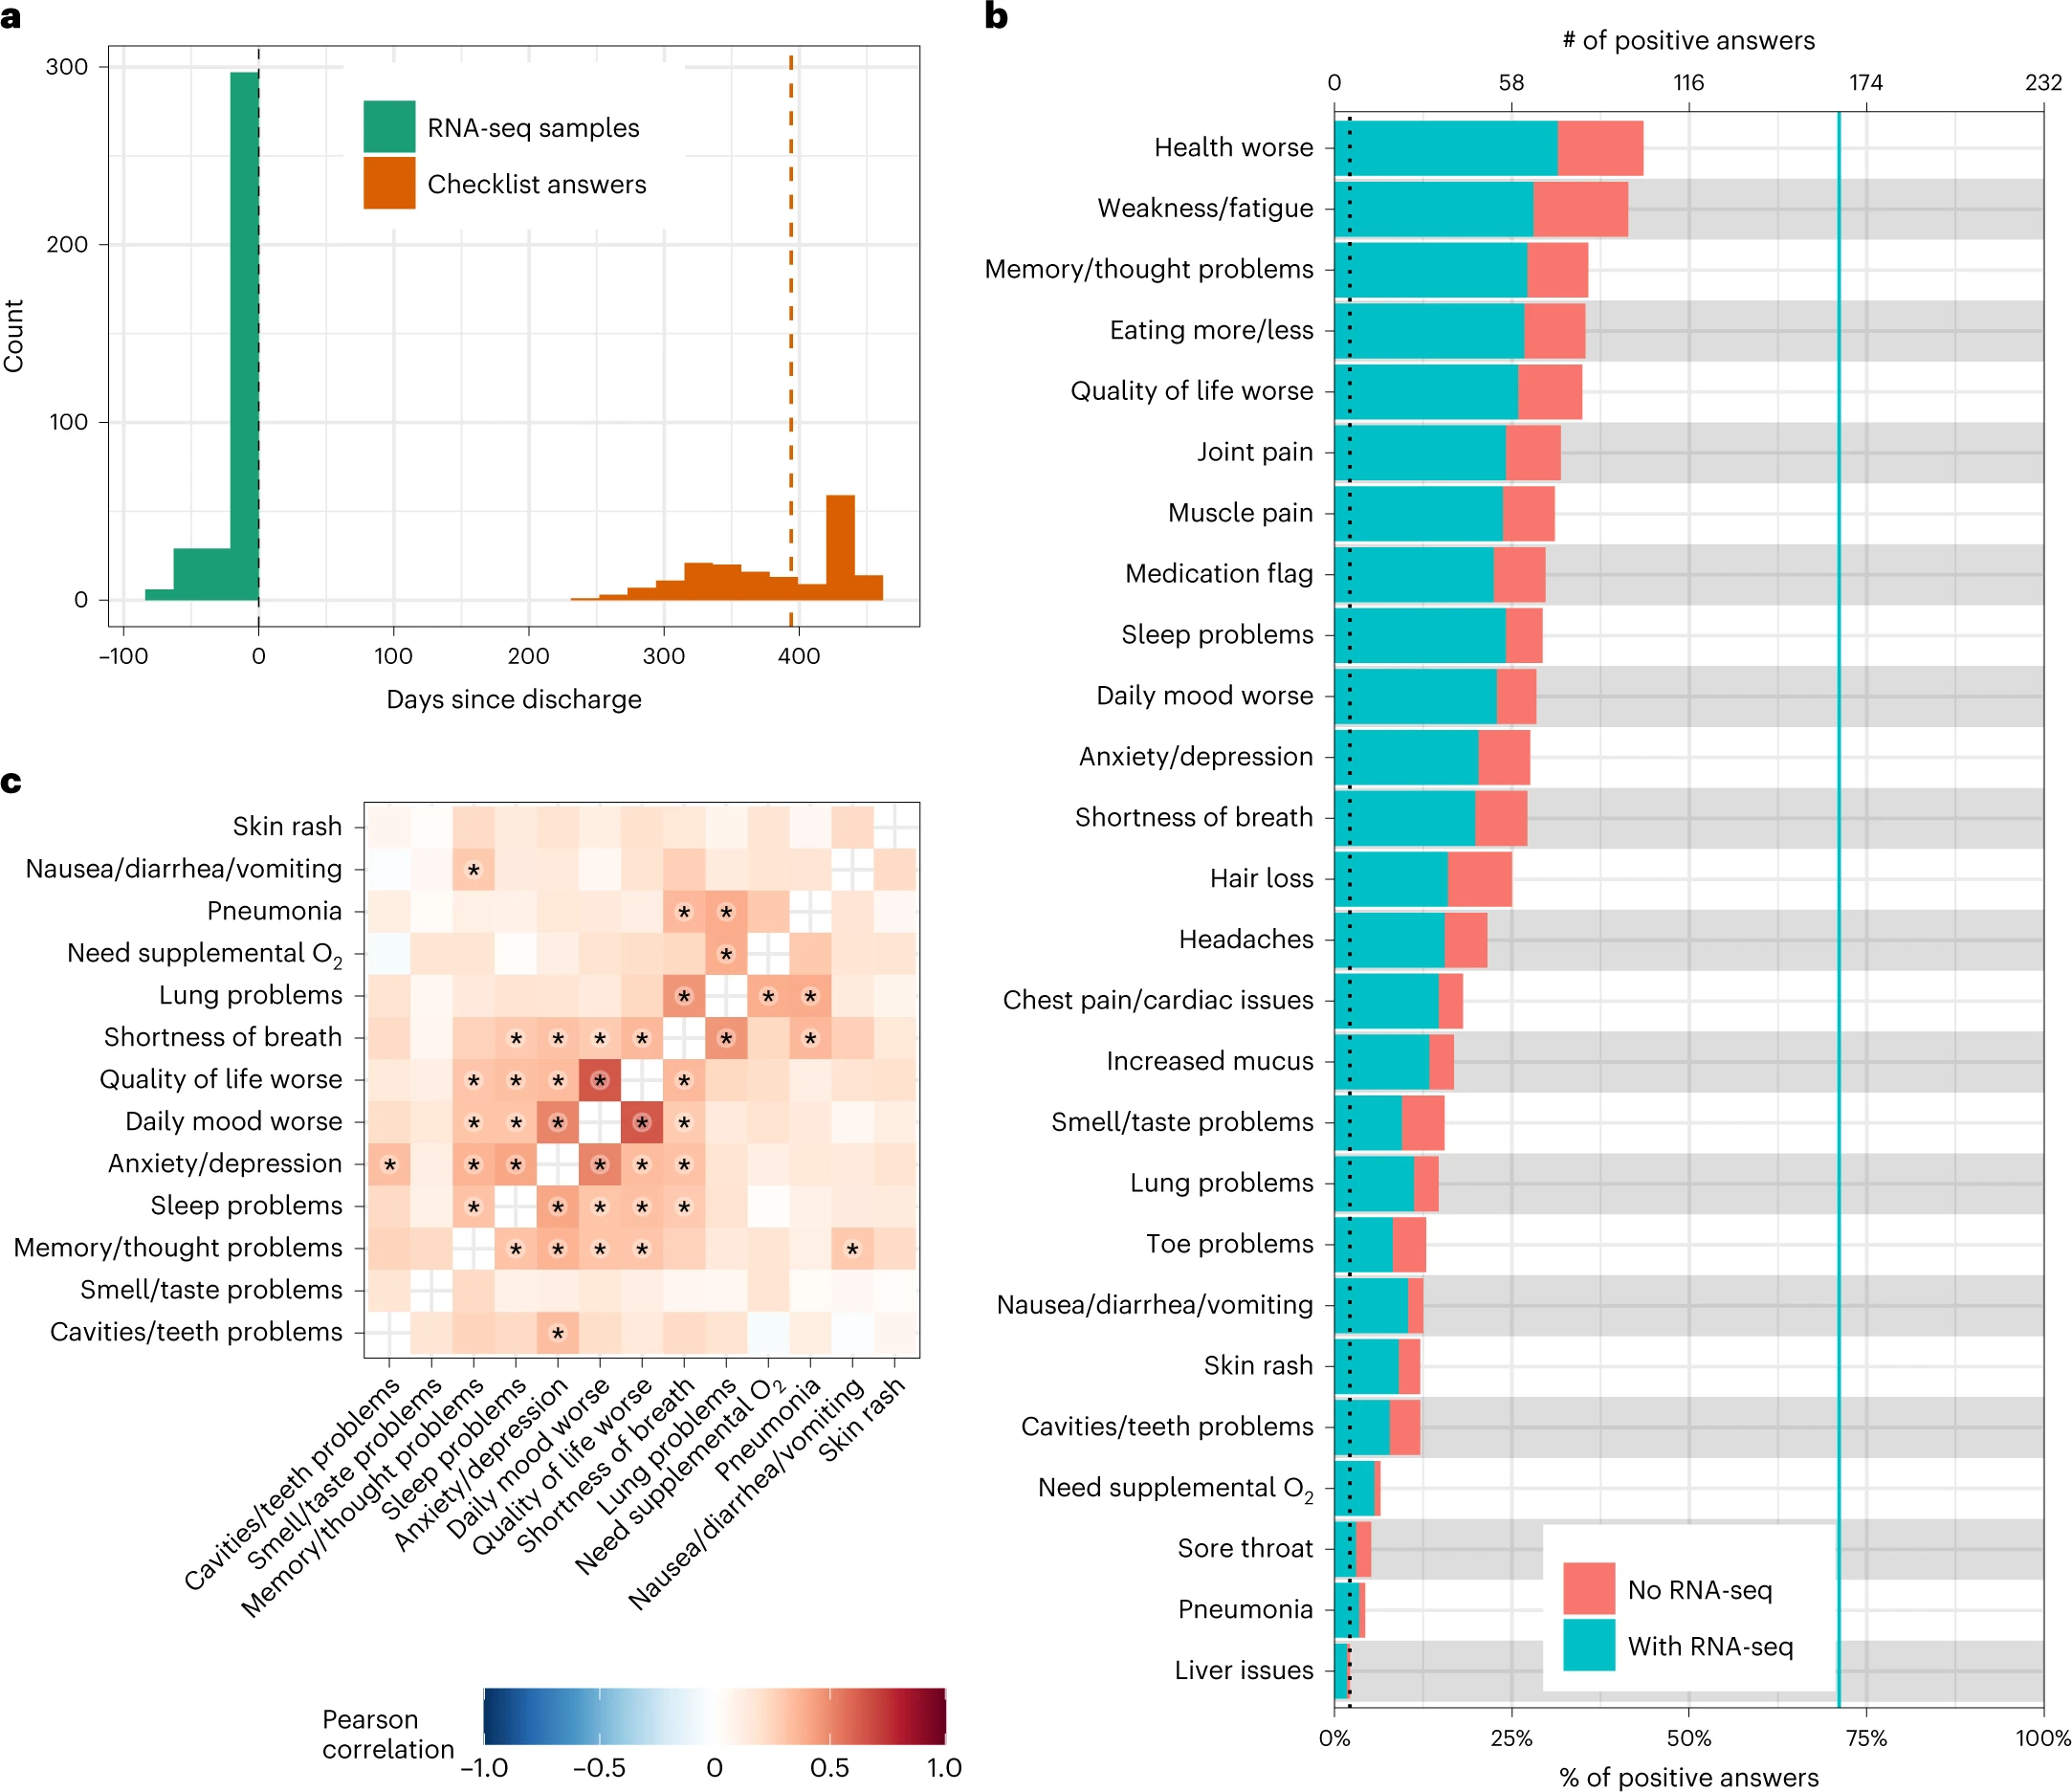 a
300
200
100
0
Count
RNA-seq samples
Checklist answers
−100
0
100
200
300
400
Days since discharge
b
# of positive answers
0
58
116
174
232
Health worse
Weakness/fatigue
Memory/thought problems
Eating more/less
Quality of life worse
Joint pain
Muscle pain
Medication flag
Sleep problems
Daily mood worse
Anxiety/depression
Shortness of breath
Hair loss
Headaches
Chest pain/cardiac issues
Increased mucus
Smell/taste problems
Lung problems
Toe problems
Nausea/diarrhea/vomiting
Skin rash
Cavities/teeth problems
Need supplemental O2
Sore throat
Pneumonia
Liver issues
No RNA-seq
With RNA-seq
0%
25%
50%
75%
100%
% of positive answers
c
Skin rash
Nausea/diarrhea/vomiting
Pneumonia
Need supplemental O2
Lung problems
Shortness of breath
Quality of life worse
Daily mood worse
Anxiety/depression
Sleep problems
Memory/thought problems
Smell/taste problems
Cavities/teeth problems
Cavities/teeth problems
Smell/taste problems
Memory/thought problems
Sleep problems
Anxiety/depression
Daily mood worse
Quality of life worse
Shortness of breath
Lung problems
Need supplemental O2
Pneumonia
Nausea/diarrhea/vomiting
Skin rash
Pearson
correlation
−1.0
−0.5
0
0.5
1.0